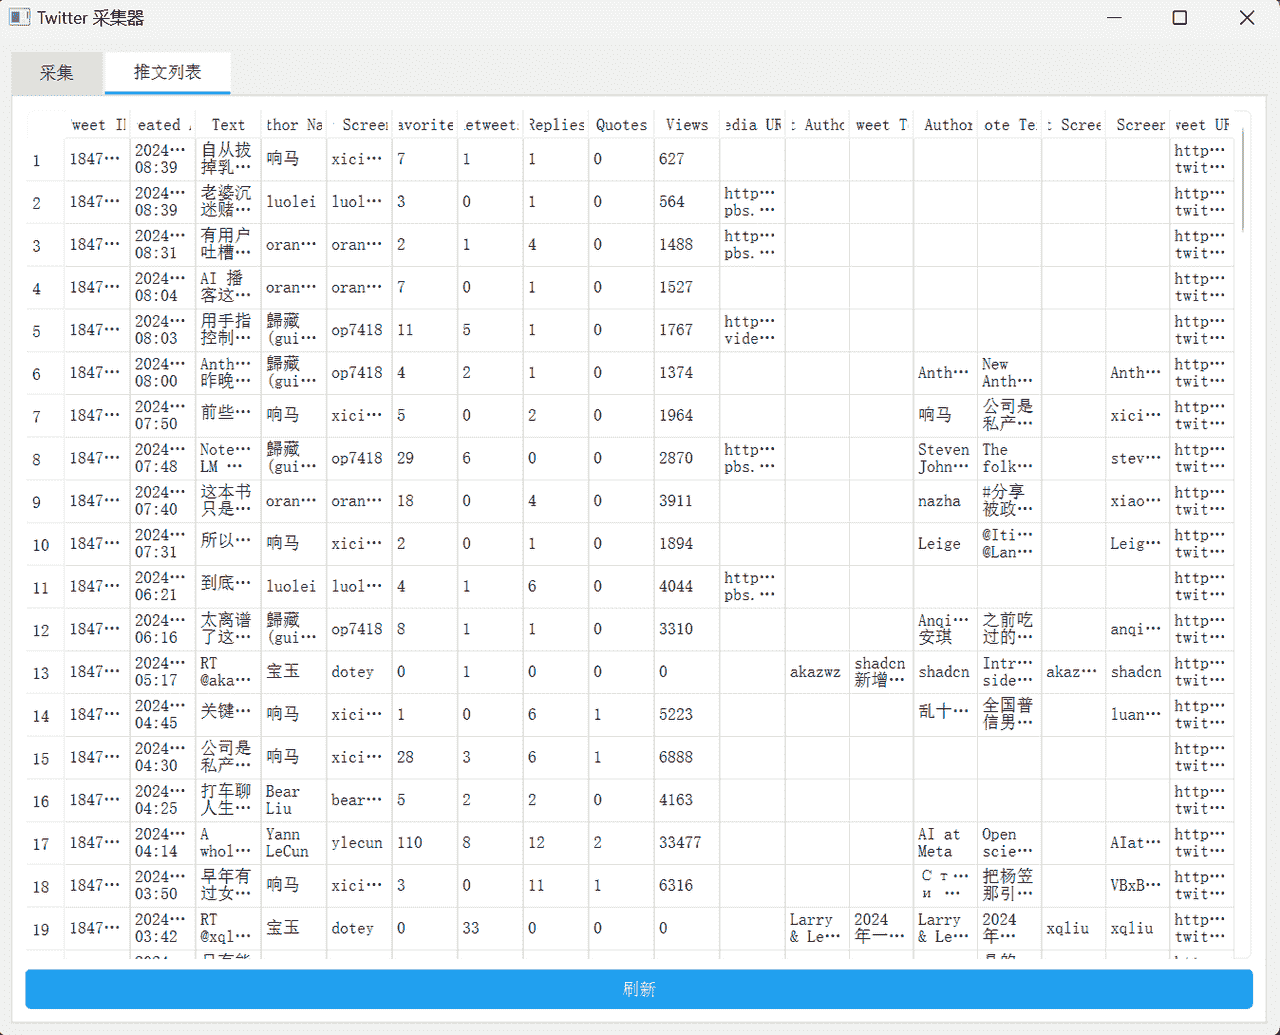 Twitter 采集器
采集 推文列表
Text Screen Replies Quotes Views Author Screen
1 1847… 2024… 08:39 自从拔掉乳… 响马 xici… 7 1 1 0 627 http… twit…
2 1847… 2024… 08:39 老婆沉迷赌… luolei luol… 3 0 1 0 564 http… pbs.… http… twit…
3 1847… 2024… 08:31 有用户吐槽… oran… oran… 2 1 4 0 1488 http… pbs.… http… twit…
4 1847… 2024… 08:04 AI 播客这… oran… oran… 7 0 1 0 1527 http… twit…
5 1847… 2024… 08:03 用手指控制… 歸藏(gui… op7418 11 5 1 0 1767 http… vide… http… twit…
6 1847… 2024… 08:00 Anth… 昨晚… 歸藏(gui… op7418 4 2 1 0 1374 Anth… New Anth… Anth… http… twit…
7 1847… 2024… 07:50 前些… 响马 xici… 5 0 2 0 1964 响马 公司是私产… xici… http… twit…
8 1847… 2024… 07:48 Note… LM … 歸藏(gui… op7418 29 6 0 0 2870 http… pbs.… Steven John… The folk… stev… http… twit…
9 1847… 2024… 07:40 这本书只是… oran… oran… 18 0 4 0 3911 nazha #分享被政… xiao… http… twit…
10 1847… 2024… 07:31 所以… 响马 xici… 2 0 1 0 1894 Leige @Iti… @Lan… Leig… http… twit…
11 1847… 2024… 06:21 到底… luolei luol… 4 1 6 0 4044 http… pbs.… http… twit…
12 1847… 2024… 06:16 太离谱了这… 歸藏(gui… op7418 8 1 1 0 3310 Anqi… 安琪 之前吃过的… anqi… http… twit…
13 1847… 2024… 05:17 RT @aka… 宝玉 dotey 0 1 0 0 0 akazwz shadcn 新增… shadcn Intr… side… akaz… shadcn http… twit…
14 1847… 2024… 04:45 关键… 响马 xici… 1 0 6 1 5223 乱十… 全国普信男… luan… http… twit…
15 1847… 2024… 04:30 公司是私产… 响马 xici… 28 3 6 1 6888 http… twit…
16 1847… 2024… 04:25 打车聊人生… Bear Liu bear… 5 2 2 0 4163 http… twit…
17 1847… 2024… 04:14 A whol… Yann LeCun ylecun 110 8 12 2 33477 AI at Meta Open scie… AIat… http… twit…
18 1847… 2024… 03:50 早年有过女… 响马 xici… 3 0 11 1 6316 С т… и … 把杨笠那引… VBxB… http… twit…
19 1847… 2024… 03:42 RT @xql… 宝玉 dotey 0 33 0 0 0 Larry & Le… 2024 年一… Larry & Le… 2024 年… xqliu xqliu http… twit…
刷新